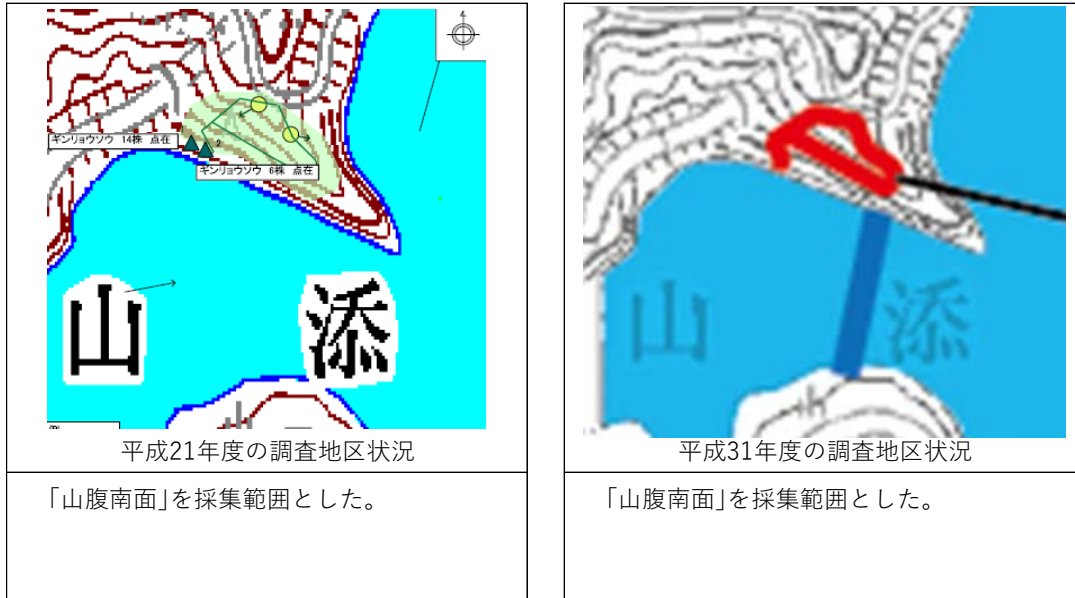 ギンリョウソウ 14株 点在
2
ギンリョウソウ 6株 点在
山 添
平成21年度の調査地区状況
「山腹南面」を採集範囲とした。
山 添
平成31年度の調査地区状況
「山腹南面」を採集範囲とした。